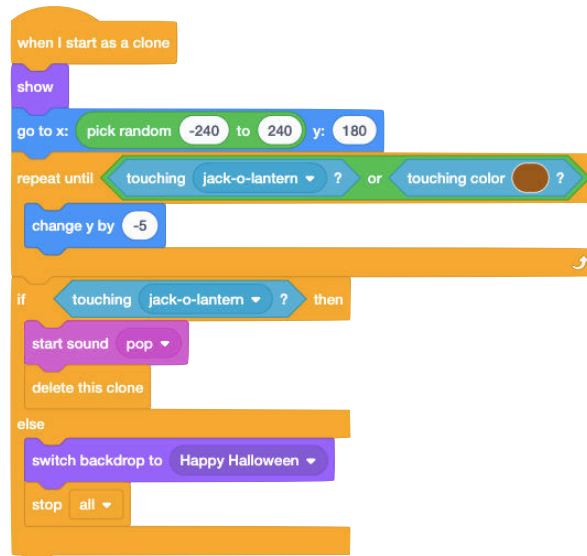 when I start as a clone
show
go to x: pick random -240 to 240 y: 180
repeat until touching jack-o-lantern ? or touching color ?
change y by -5
if touching jack-o-lantern ? then
start sound pop
delete this clone
else
switch backdrop to Happy Halloween
stop all